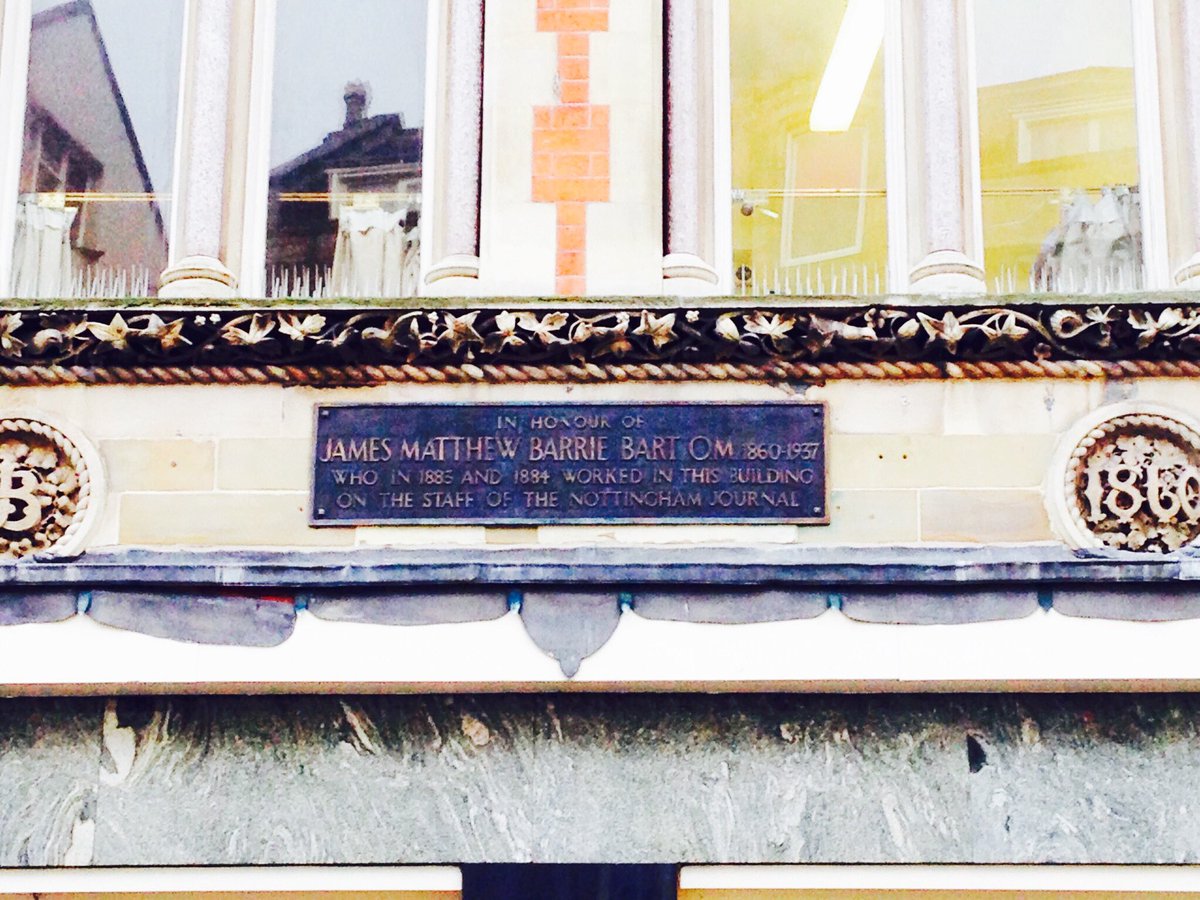 IN HONOUR OF
JAMES MATTHEW BARRIE BART O.M. 1860-1937
WHO IN 1883 AND 1884 WORKED IN THIS BUILDING
ON THE STAFF OF THE NOTTINGHAM JOURNAL